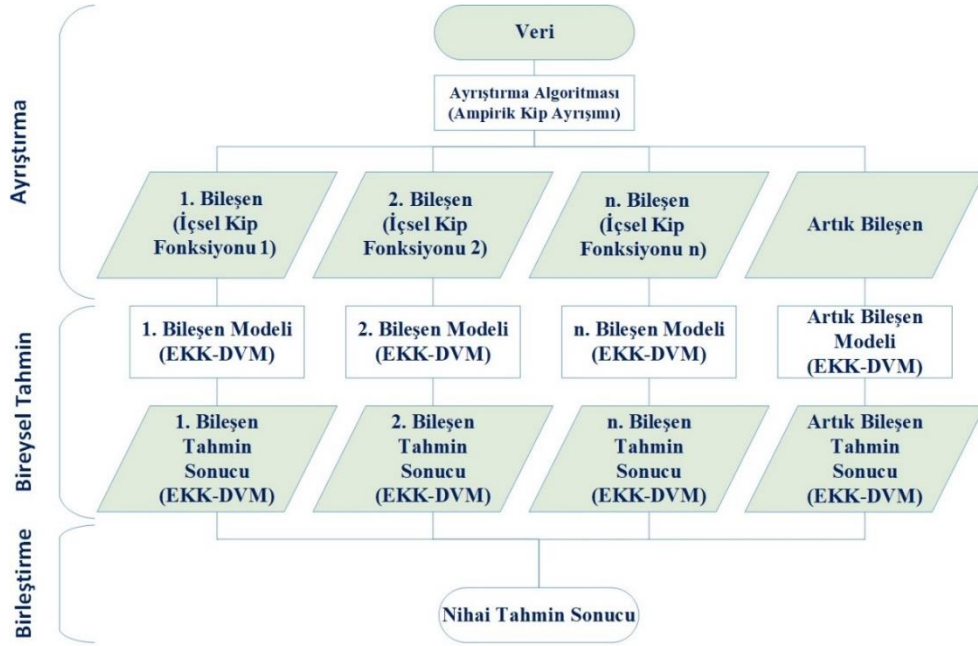 Ayrıştırma
Veri
Ayrıştırma Algoritması
(Ampirik Kip Ayrışımı)
1. Bileşen
(İçsel Kip
Fonksiyonu 1)
2. Bileşen
(İçsel Kip
Fonksiyonu 2)
n. Bileşen
(İçsel Kip
Fonksiyonu n)
Artık Bileşen
Bireysel Tahmin
1. Bileşen Modeli
(EKK-DVM)
2. Bileşen Modeli
(EKK-DVM)
n. Bileşen Modeli
(EKK-DVM)
Artık Bileşen
Modeli
(EKK-DVM)
1. Bileşen
Tahmin
Sonucu
(EKK-DVM)
2. Bileşen
Tahmin
Sonucu
(EKK-DVM)
n. Bileşen
Tahmin
Sonucu
(EKK-DVM)
Artık Bileşen
Tahmin
Sonucu
(EKK-DVM)
Birleştirme
Nihai Tahmin Sonucu